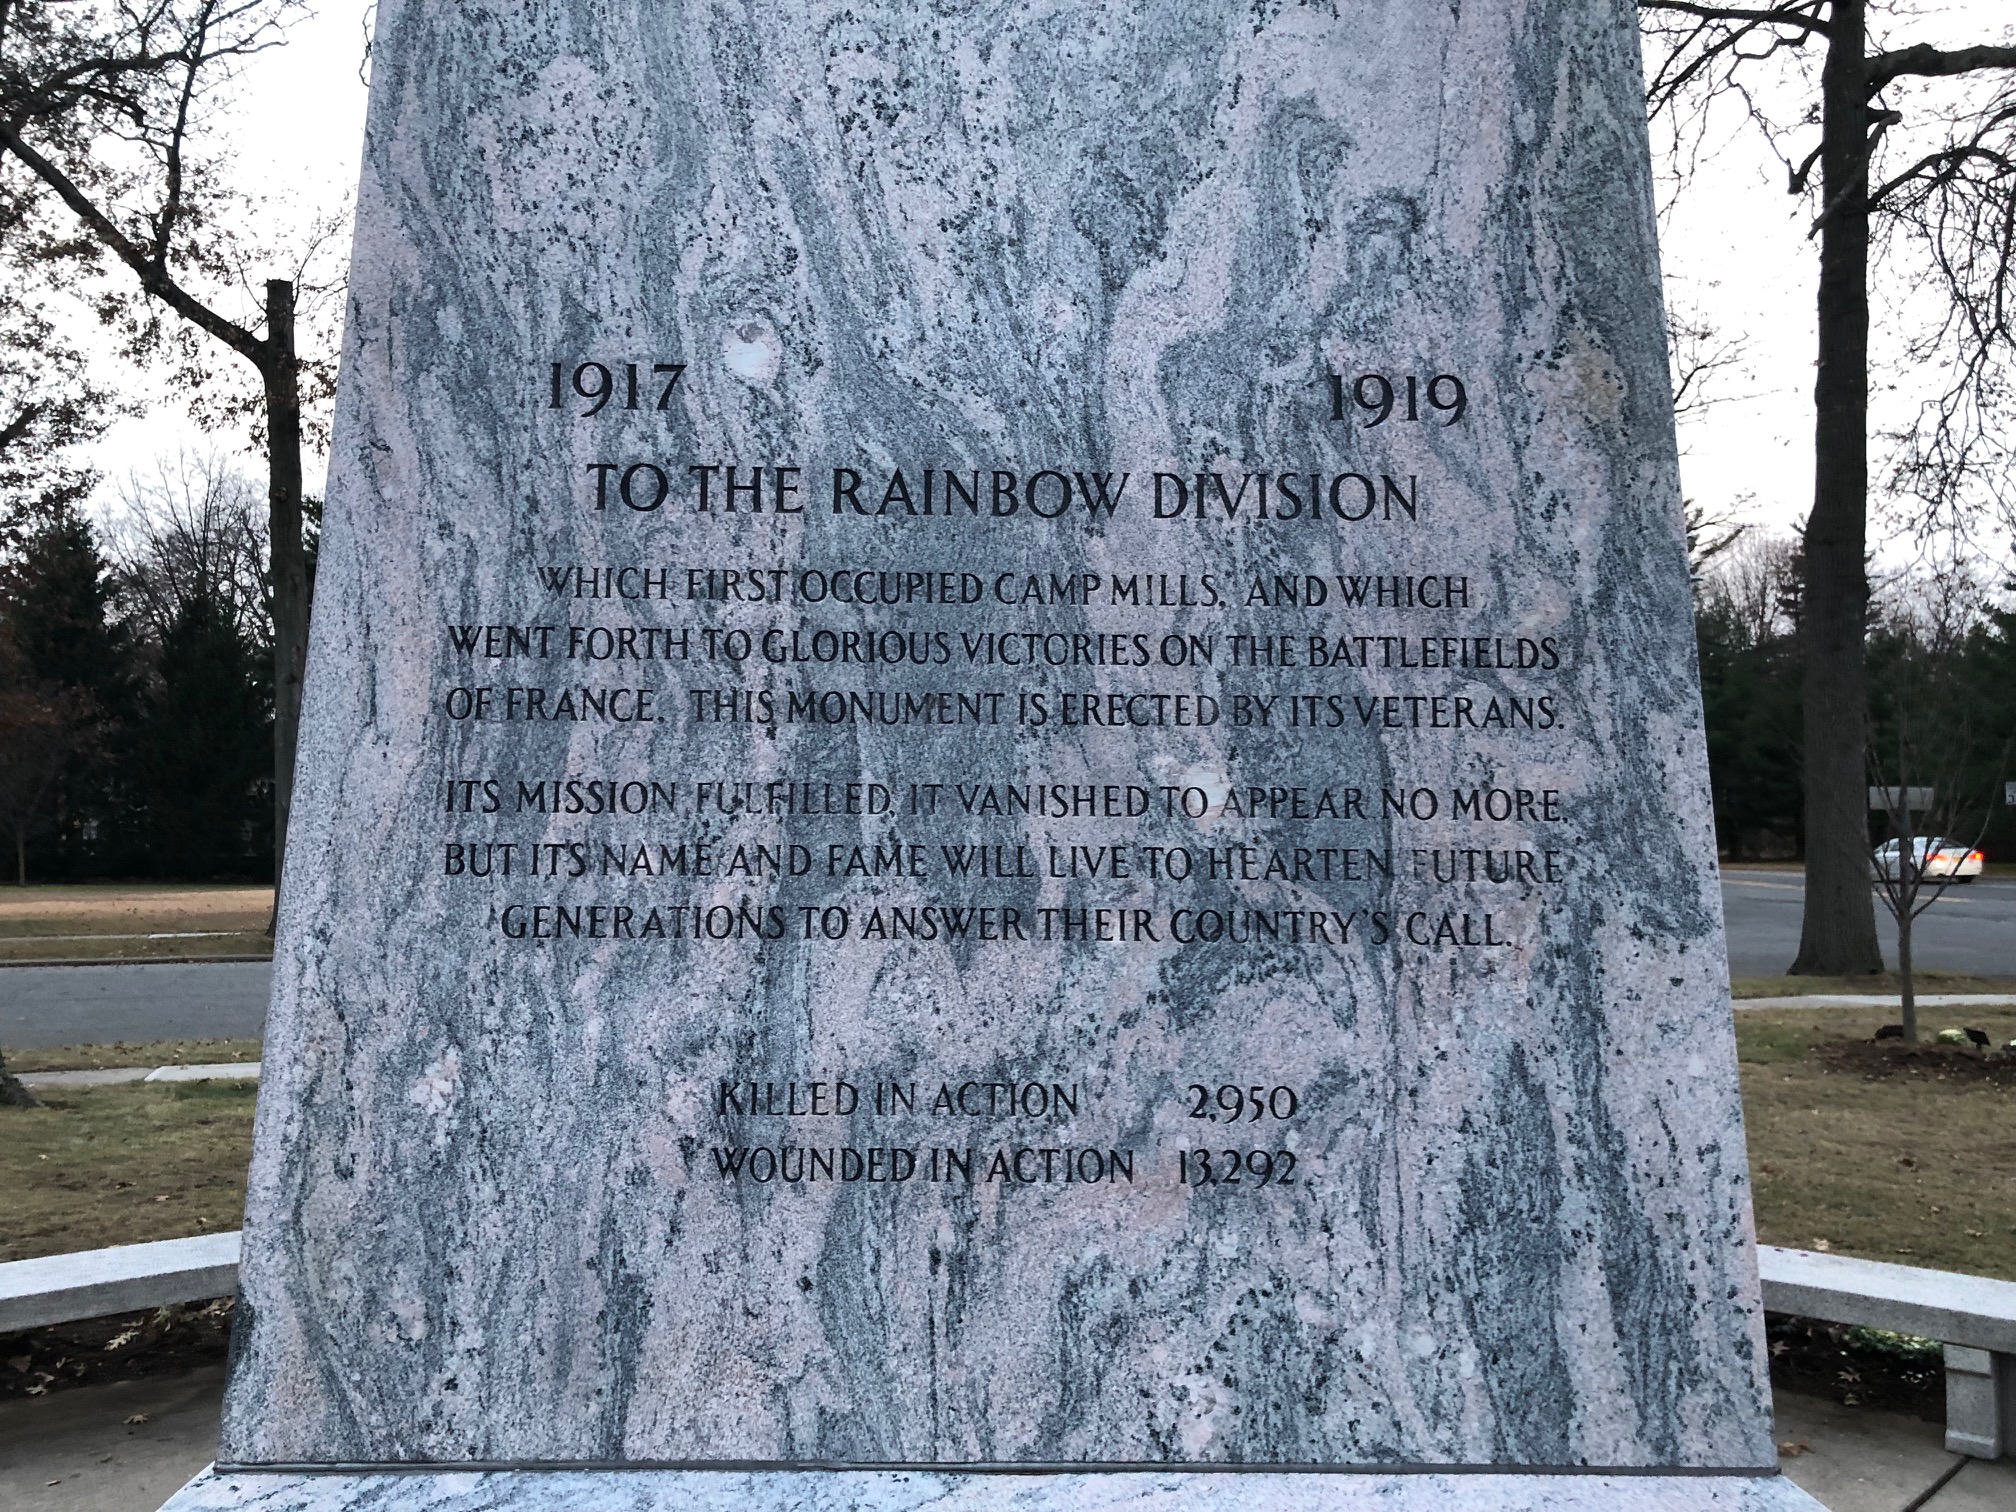 1917 1919
TO THE RAINBOW DIVISION
WHICH FIRST OCCUPIED CAMP MILLS, AND WHICH
WENT FORTH TO GLORIOUS VICTORIES ON THE BATTLEFIELDS
OF FRANCE. THIS MONUMENT IS ERECTED BY ITS VETERANS.
ITS MISSION FULFILLED, IT VANISHED TO APPEAR NO MORE,
BUT ITS NAME AND FAME WILL LIVE TO HEARTEN FUTURE
GENERATIONS TO ANSWER THEIR COUNTRY'S CALL.
KILLED IN ACTION 2,950
WOUNDED IN ACTION 13,292